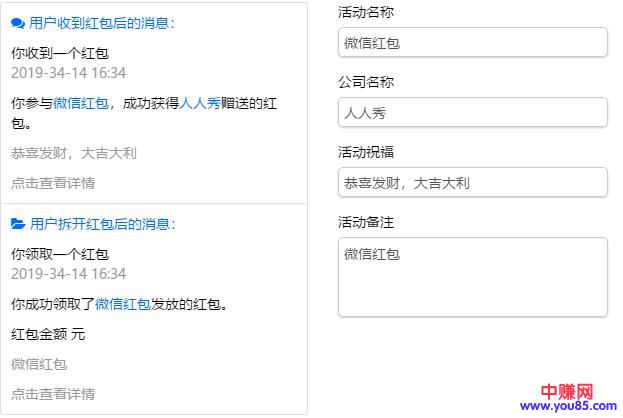 用户收到红包后的消息:
你收到一个红包
2019-34-14 16:34
你参与微信红包，成功获得人人秀赠送的红
包。
恭喜发财，大吉大利
点击查看详情
用户拆开红包后的消息:
你领取一个红包
2019-34-14 16:34
你成功领取了微信红包发放的红包。
红包金额 元
微信红包
点击查看详情
活动名称
微信红包
公司名称
人人秀
活动祝福
恭喜发财，大吉大利
活动备注
微信红包
中赚网
www.you85.com